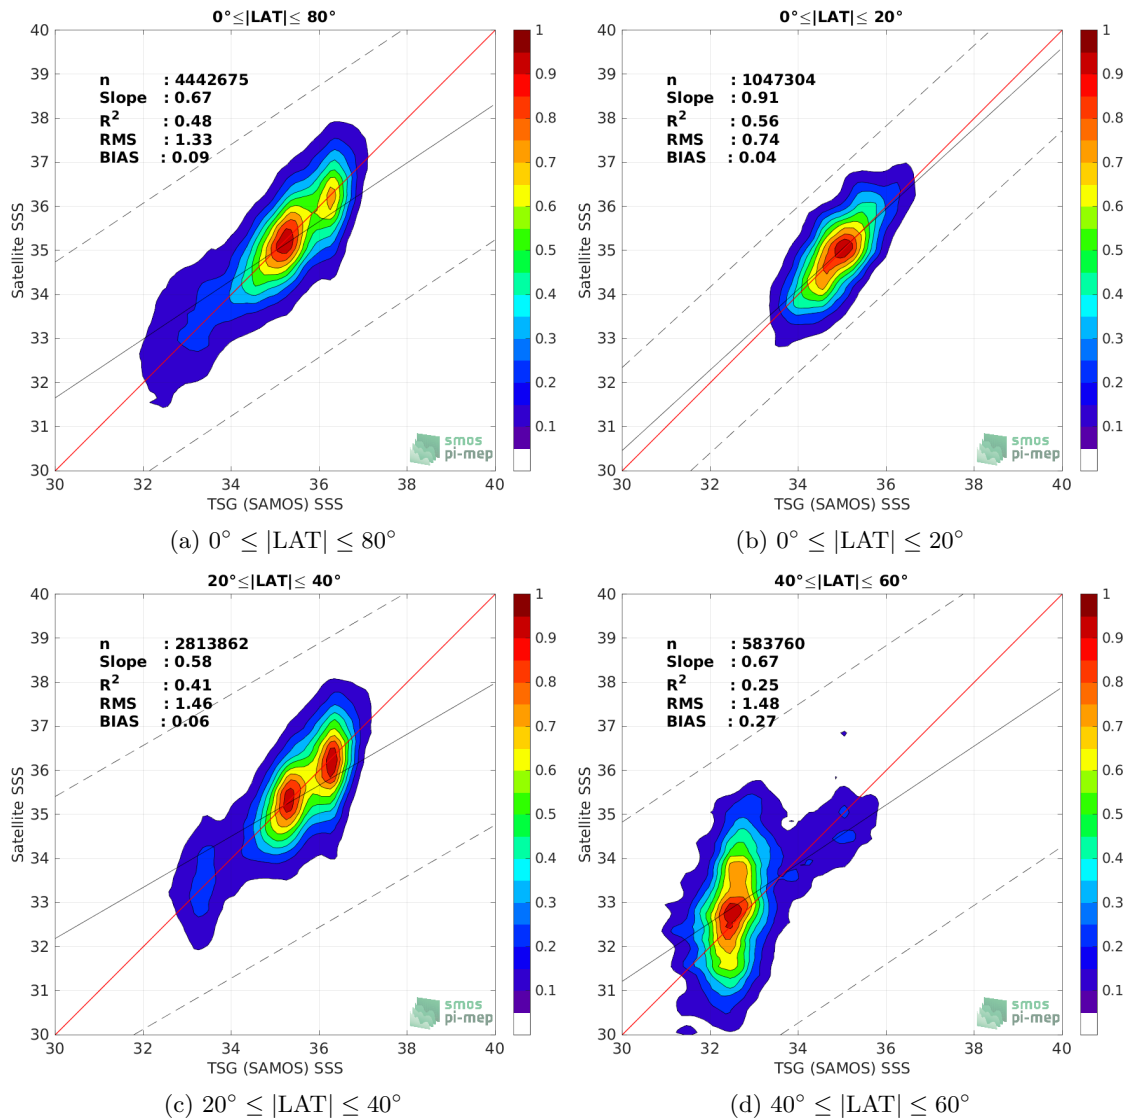 0°≤|LAT|≤ 80°
40
39
38
37
36
35
34
33
32
31
30
Satellite SSS
n : 4442675
Slope : 0.67
R² : 0.48
RMS : 1.33
BIAS : 0.09
smos
pi-mep
30 32 34 36 38 40
TSG (SAMOS) SSS
1
0.9
0.8
0.7
0.6
0.5
0.4
0.3
0.2
0.1
(a) 0° ≤ |LAT| ≤ 80°
0°≤|LAT|≤ 20°
40
39
38
37
36
35
34
33
32
31
30
Satellite SSS
n : 1047304
Slope : 0.91
R² : 0.56
RMS : 0.74
BIAS : 0.04
smos
pi-mep
30 32 34 36 38 40
TSG (SAMOS) SSS
1
0.9
0.8
0.7
0.6
0.5
0.4
0.3
0.2
0.1
(b) 0° ≤ |LAT| ≤ 20°
20°≤|LAT|≤ 40°
40
39
38
37
36
35
34
33
32
31
30
Satellite SSS
n : 2813862
Slope : 0.58
R² : 0.41
RMS : 1.46
BIAS : 0.06
smos
pi-mep
30 32 34 36 38 40
TSG (SAMOS) SSS
1
0.9
0.8
0.7
0.6
0.5
0.4
0.3
0.2
0.1
(c) 20° ≤ |LAT| ≤ 40°
40°≤|LAT|≤ 60°
40
39
38
37
36
35
34
33
32
31
30
Satellite SSS
n : 583760
Slope : 0.67
R² : 0.25
RMS : 1.48
BIAS : 0.27
smos
pi-mep
30 32 34 36 38 40
TSG (SAMOS) SSS
1
0.9
0.8
0.7
0.6
0.5
0.4
0.3
0.2
0.1
(d) 40° ≤ |LAT| ≤ 60°